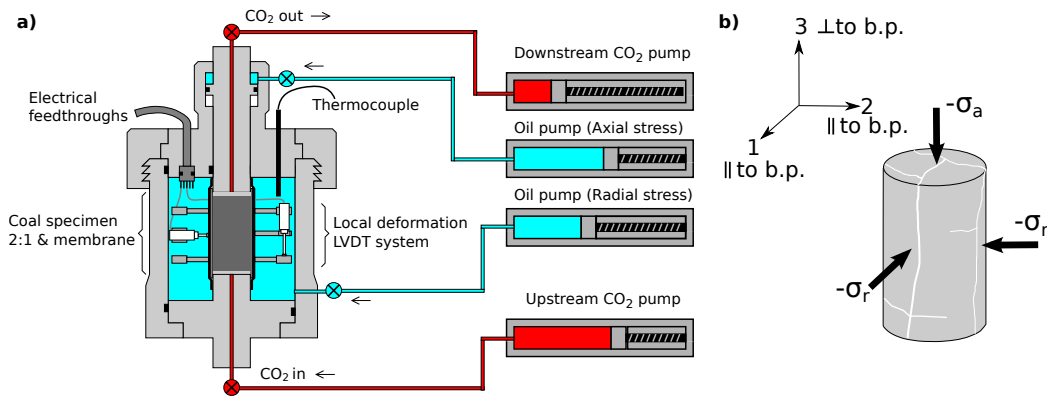 a)
CO2 out →
Downstream CO2 pump
Electrical
feedthroughs
Thermocouple
Oil pump (Axial stress)
Oil pump (Radial stress)
Coal specimen
2:1 & membrane
Local deformation
LVDT system
Upstream CO2 pump
CO2 in ←
b)
3 ⊥to b.p.
2
∥to b.p.
1
∥to b.p.
-σa
-σr
-σr